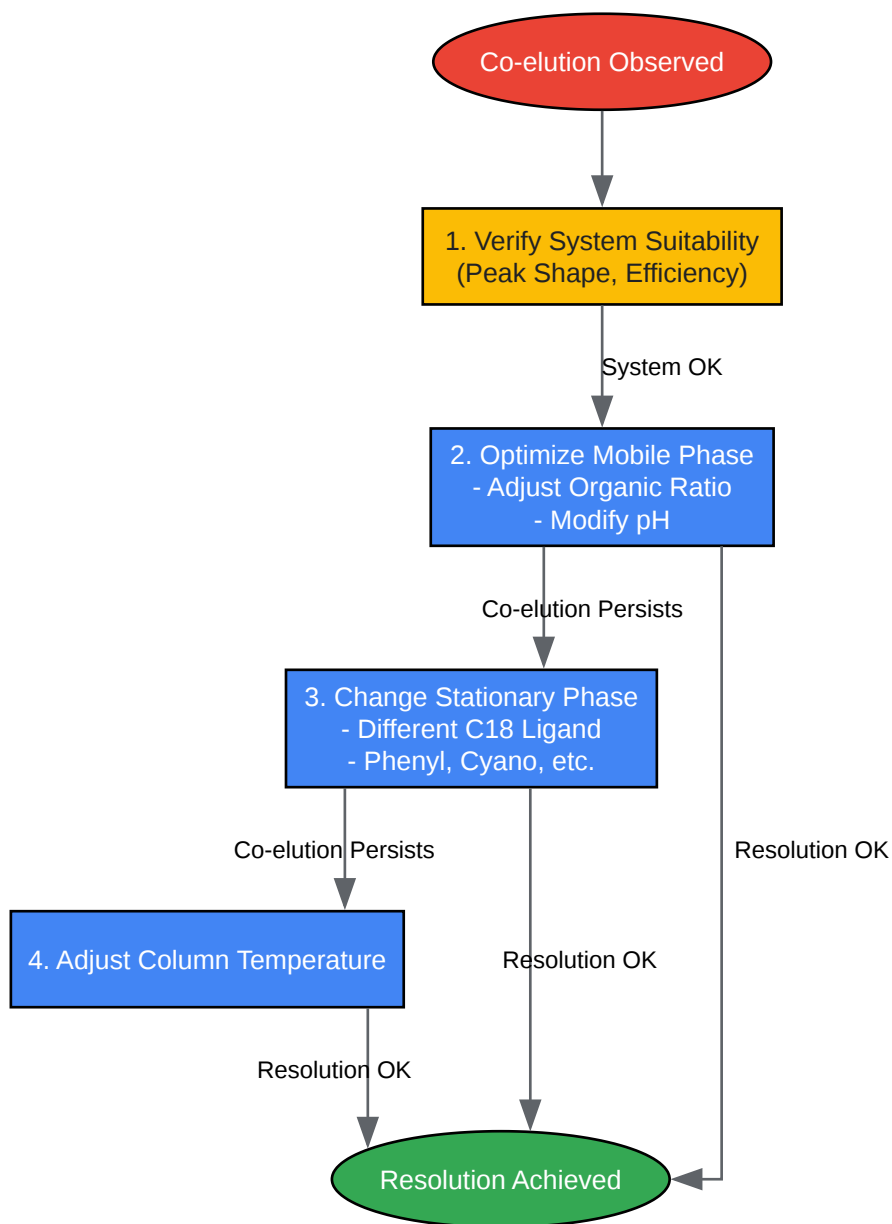 Co-elution Observed
1. Verify System Suitability
(Peak Shape, Efficiency)
System OK
2. Optimize Mobile Phase
- Adjust Organic Ratio
- Modify pH
Co-elution Persists
3. Change Stationary Phase
- Different C18 Ligand
- Phenyl, Cyano, etc.
Co-elution Persists
Resolution OK
4. Adjust Column Temperature
Resolution OK
Resolution OK
Resolution Achieved